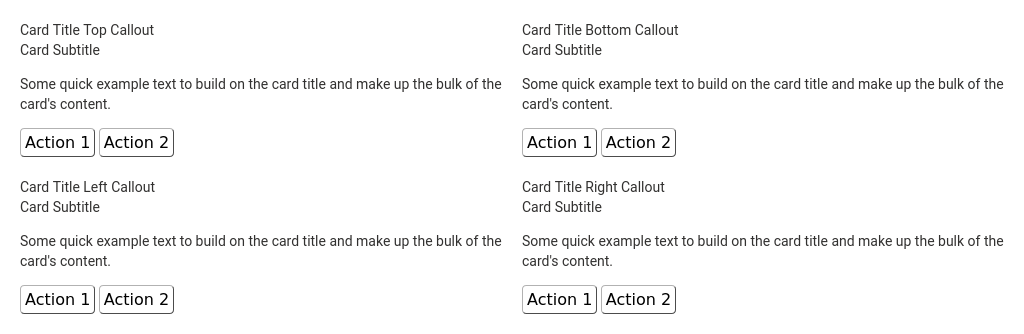 Card Title Top Callout
Card Subtitle
Some quick example text to build on the card title and make up the bulk of the
card's content.
Action 1 Action 2
Card Title Bottom Callout
Card Subtitle
Some quick example text to build on the card title and make up the bulk of the
card's content.
Action 1 Action 2
Card Title Left Callout
Card Subtitle
Some quick example text to build on the card title and make up the bulk of the
card's content.
Action 1 Action 2
Card Title Right Callout
Card Subtitle
Some quick example text to build on the card title and make up the bulk of the
card's content.
Action 1 Action 2